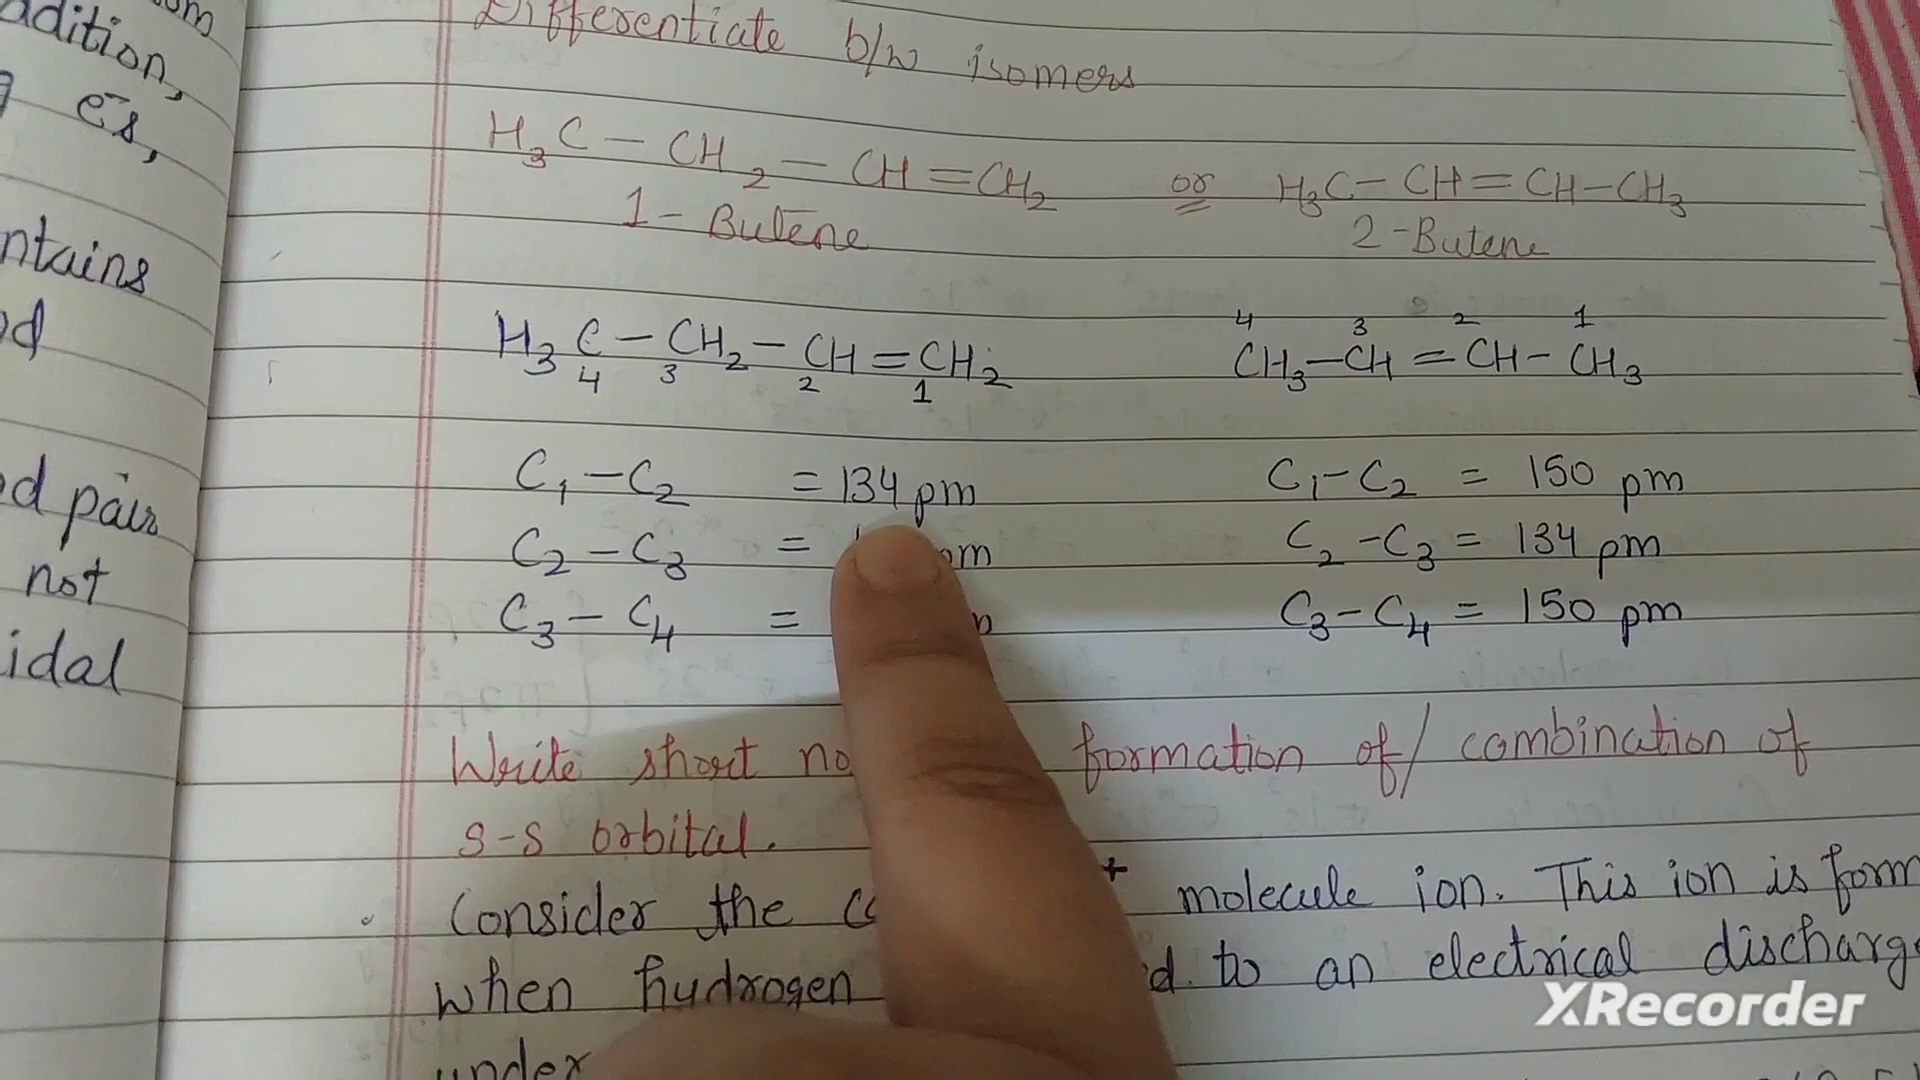 om
adition,
es,
ntains
od
d pair
not
idal
Differentiate b/w isomers
H3C - CH2 - CH = CH2 or H3C - CH = CH - CH3
1 - Butene 2 - Butene
H3C - CH2 - CH = CH2 CH3 - CH = CH - CH3
4 3 2 1 4 3 2 1
C1 - C2 = 134 pm C1 - C2 = 150 pm
C2 - C3 = pm C2 - C3 = 134 pm
C3 - C4 = C3 - C4 = 150 pm
Write short formation of / combination of
s-s orbital.
Consider the + molecule ion. This ion is form
when hydrogen d to an electrical discharge
under
XRecorder